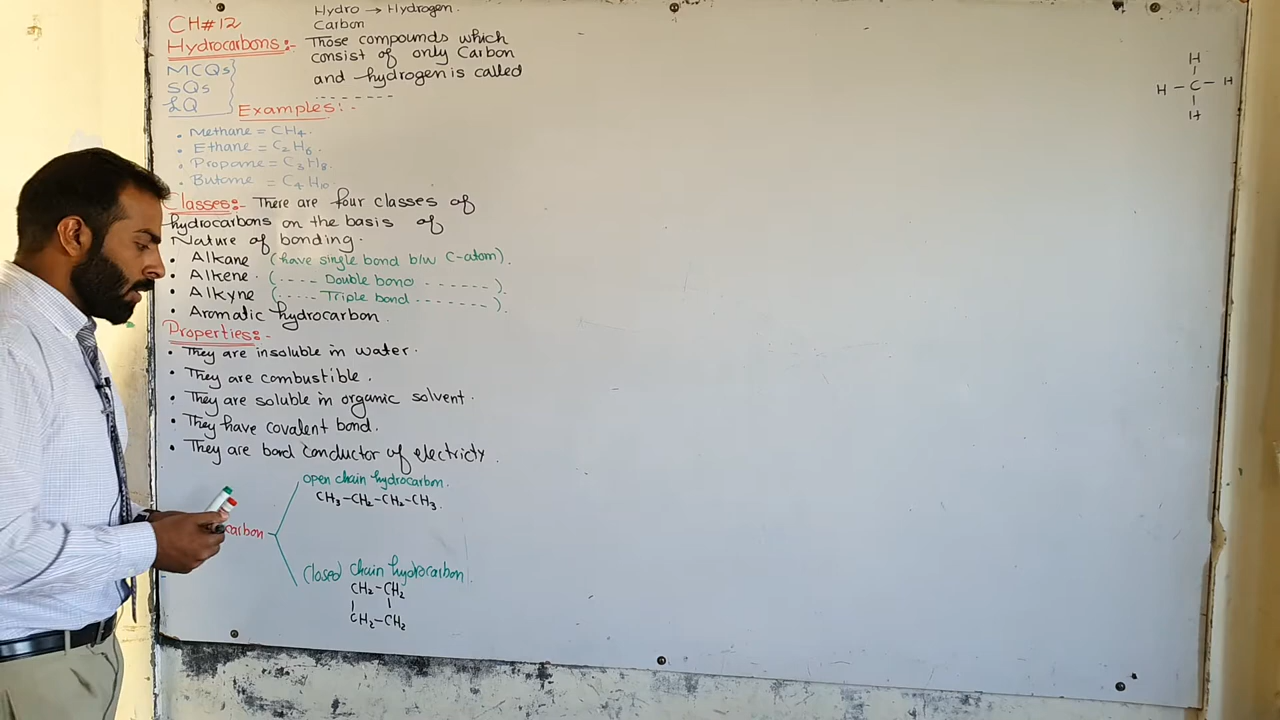 CH#12
Hydrocarbons:-
Hydro → Hydrogen.
Carbon
Those compounds which
consist of only Carbon
and hydrogen is called
- - - - - - - -
MCQs
SQs
LQ
Examples:-
• Methane = CH₄.
• Ethane = C₂H₆.
• Propane = C₃H₈.
• Butane = C₄H₁₀
Classes:- There are four classes of
hydrocarbons on the basis of
Nature of bonding.
• Alkane (have single bond b/w C-atom).
• Alkene. (---- Double bond ------).
• Alkyne (---- Triple bond -------).
• Aromatic hydrocarbon.
Properties:-
• They are insoluble in water.
• They are combustible.
• They are soluble in organic solvent.
• They have covalent bond.
• They are bard conductor of electricty.
open chain hydrocarbon.
CH₃-CH₂-CH₂-CH₃.
carbon
Closed chain hydrocarbon.
CH₂-CH₂
| |
CH₂-CH₂
H
|
H - C - H
|
H